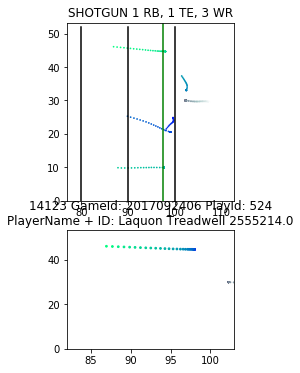 SHOTGUN 1 RB, 1 TE, 3 WR
50
40
30
20
10
0
80 90 100 110
14123 GameId: 2017092406 PlayId: 524
PlayerName + ID: Laquon Treadwell 2555214.0
40
20
0
85 90 95 100